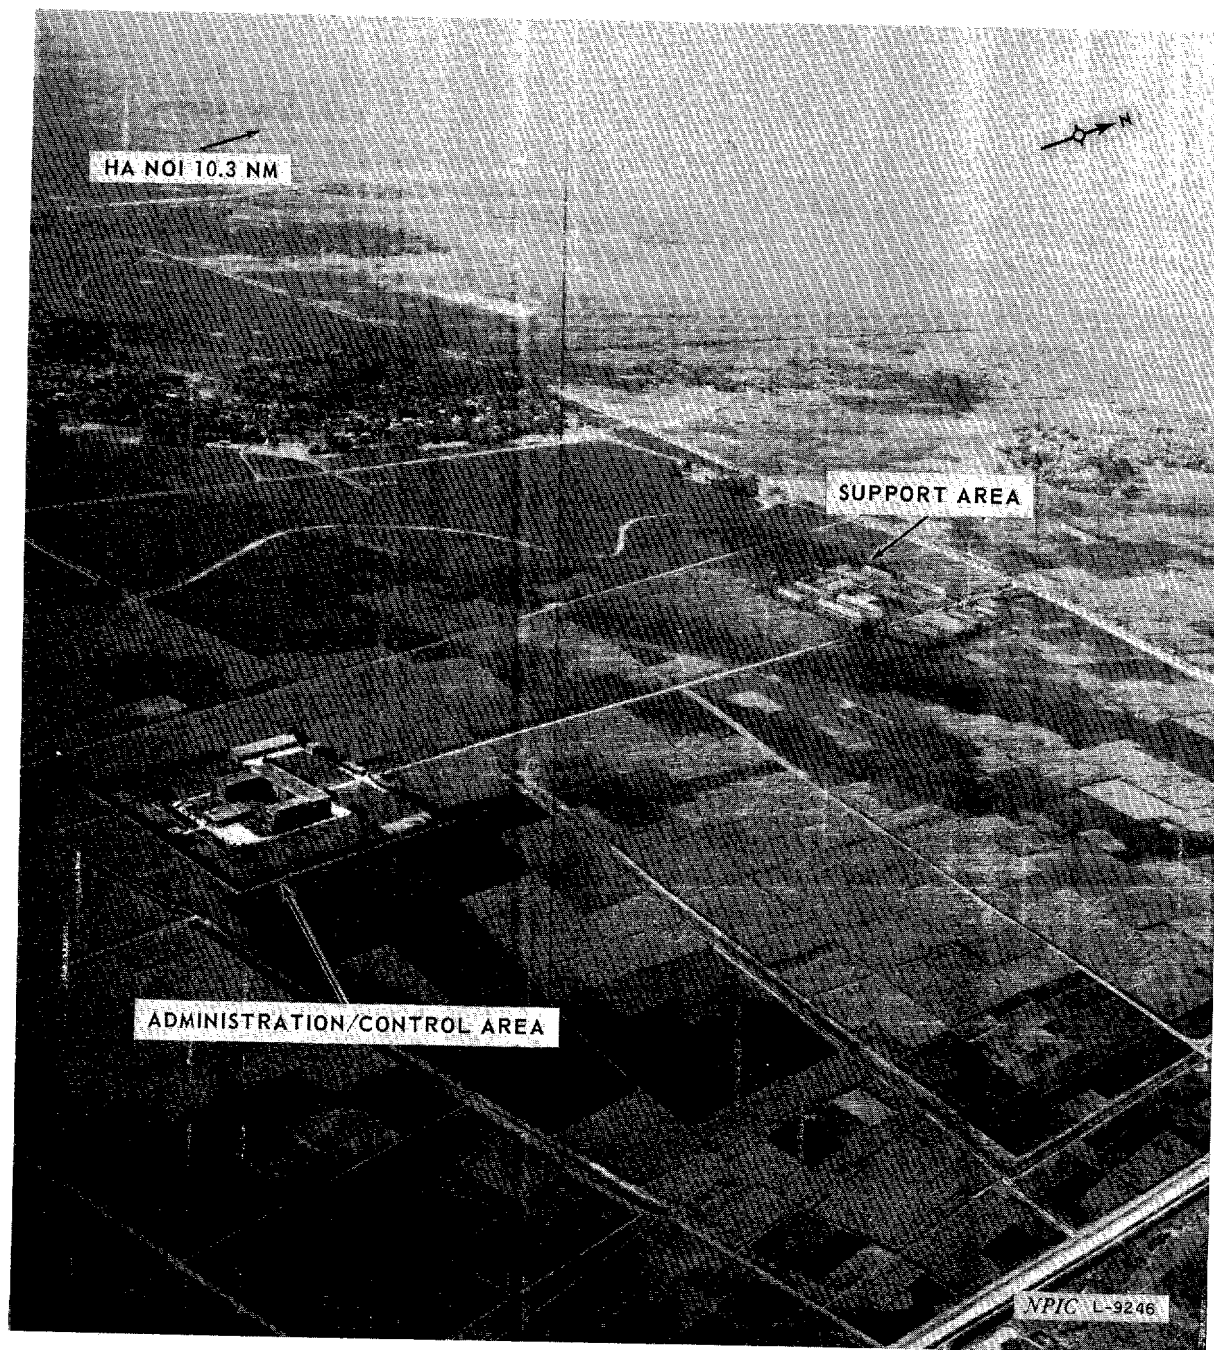 HA NOI 10.3 NM
N
SUPPORT AREA
ADMINISTRATION/CONTROL AREA
NPIC L-9246